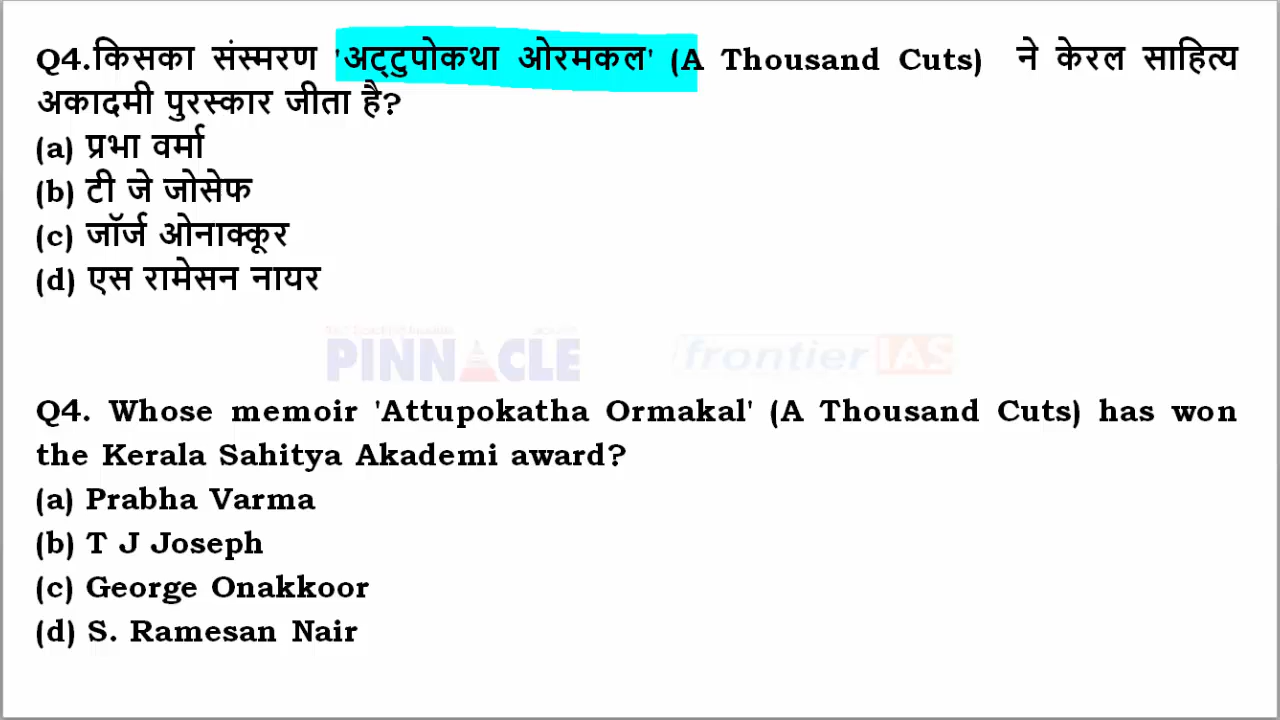 Q4.किसका संस्मरण 'अट्टुपोकथा ओरमकल' (A Thousand Cuts) ने केरल साहित्य
अकादमी पुरस्कार जीता है?
(a) प्रभा वर्मा
(b) टी जे जोसेफ
(c) जॉर्ज ओनाक्कूर
(d) एस रामेसन नायर
PINNACLE frontier IAS
Q4. Whose memoir 'Attupokatha Ormakal' (A Thousand Cuts) has won
the Kerala Sahitya Akademi award?
(a) Prabha Varma
(b) T J Joseph
(c) George Onakkoor
(d) S. Ramesan Nair